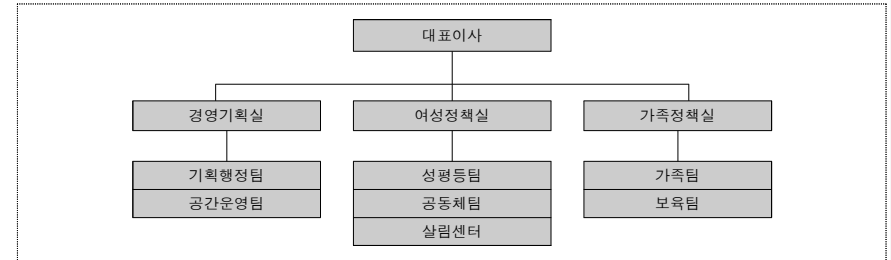 대표이사
경영기획실
여성정책실
가족정책실
기획행정팀
성평등팀
가족팀
공간운영팀
공동체팀
보육팀
살림센터